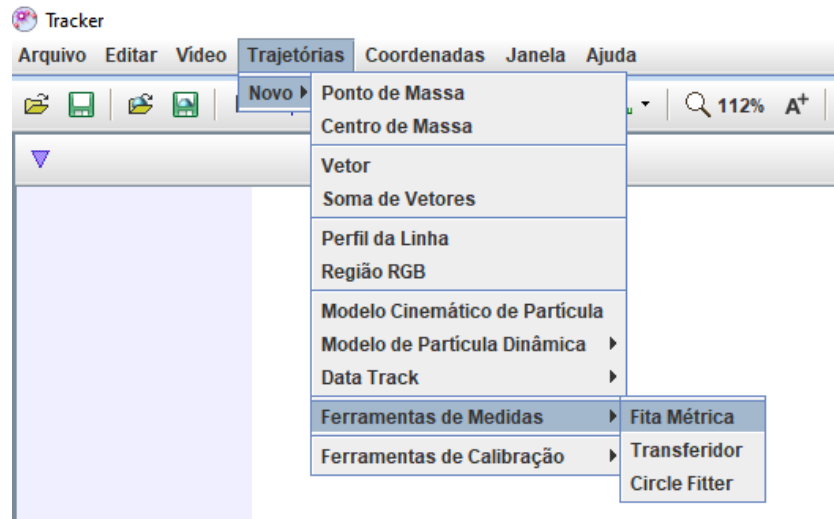 Tracker
Arquivo Editar Vídeo Trajetórias Coordenadas Janela Ajuda
Novo
112% A+
Ponto de Massa
Centro de Massa
Vetor
Soma de Vetores
Perfil da Linha
Região RGB
Modelo Cinemático de Partícula
Modelo de Partícula Dinâmica
Data Track
Ferramentas de Medidas
Ferramentas de Calibração
Fita Métrica
Transferidor
Circle Fitter